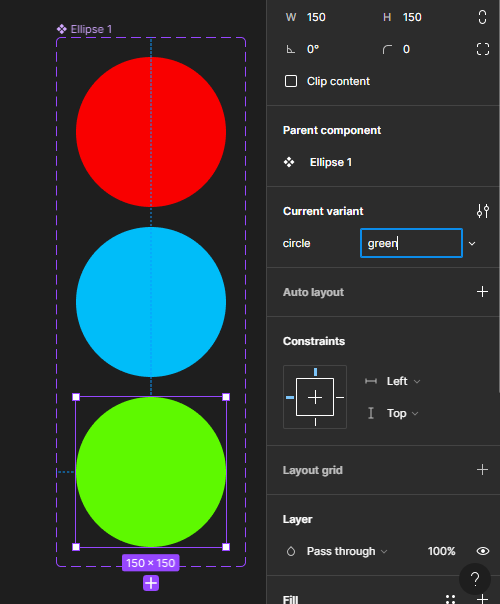 Ellipse 1
150 × 150
W 150 H 150
0° 0
Clip content
Parent component
Ellipse 1
Current variant
circle green
Auto layout
Constraints
Left
Top
Layout grid
Layer
Pass through 100%
?
Fill